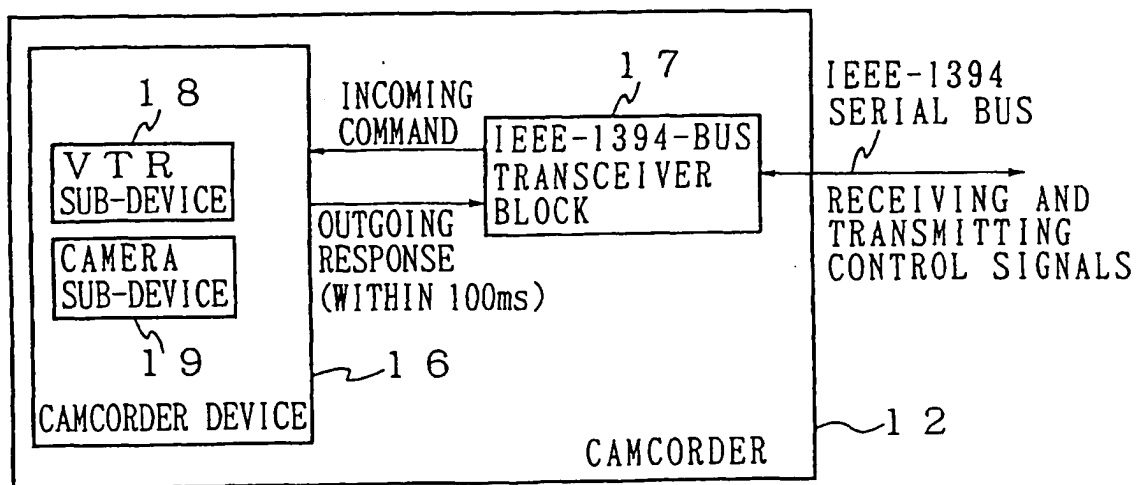 18
VTR
SUB-DEVICE
CAMERA
SUB-DEVICE
19
CAMCORDER DEVICE
16
INCOMING
COMMAND
OUTGOING
RESPONSE
(WITHIN 100ms)
17
IEEE-1394-BUS
TRANSCEIVER
BLOCK
IEEE-1394
SERIAL BUS
RECEIVING AND
TRANSMITTING
CONTROL SIGNALS
12
CAMCORDER